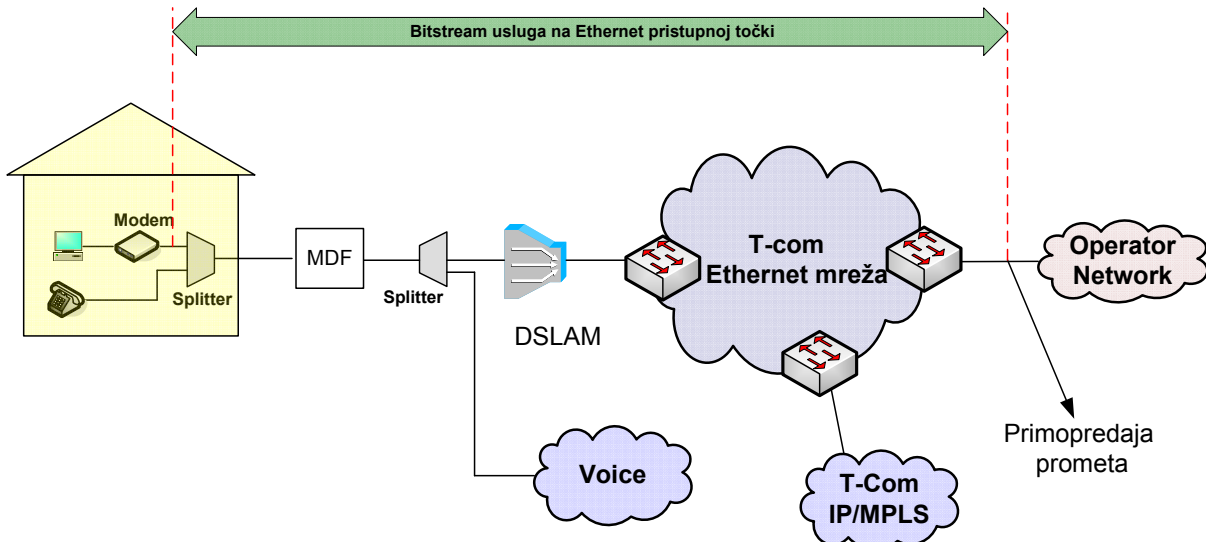 Bitstream usluga na Ethernet pristupnoj točki
Modem
Splitter
MDF
Splitter
DSLAM
T-com
Ethernet mreža
Operator
Network
Primopredaja
prometa
Voice
T-Com
IP/MPLS